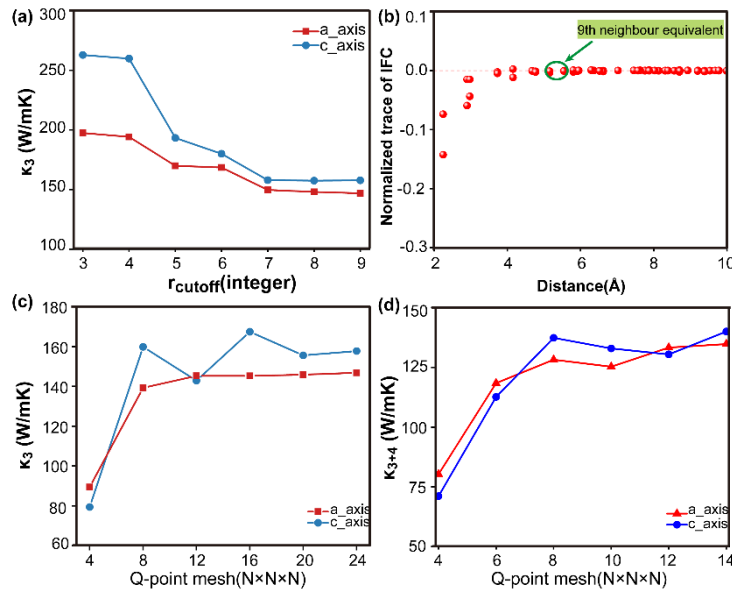 (a)
a_axis
c_axis
250
200
150
100
κ3 (W/mK)
3 4 5 6 7 8 9
rcutoff(integer)
(b)
9th neighbour equivalent
0.0
-0.1
-0.2
-0.3
Normalized trace of IFC
2 4 6 8 10
Distance(Å)
(c)
180
160
140
120
100
80
60
κ3 (W/mK)
a_axis
c_axis
4 8 12 16 20 24
Q-point mesh(N×N×N)
(d)
150
125
100
75
50
κ3+4 (W/mK)
a_axis
c_axis
4 6 8 10 12 14
Q-point mesh(N×N×N)